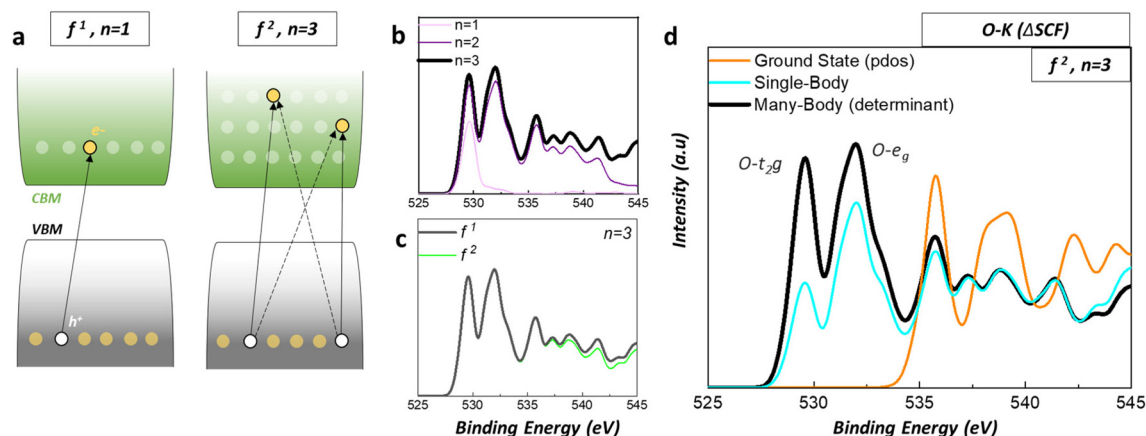 a
f¹, n=1
f², n=3
e-
CBM
VBM
h⁺
b
n=1
n=2
n=3
525 530 535 540 545
c
n=3
f¹
f²
525 530 535 540 545
Binding Energy (eV)
d
O-K (ΔSCF)
f², n=3
Ground State (pdos)
Single-Body
Many-Body (determinant)
O-t₂g
O-e_g
Intensity (a.u)
525 530 535 540 545
Binding Energy (eV)